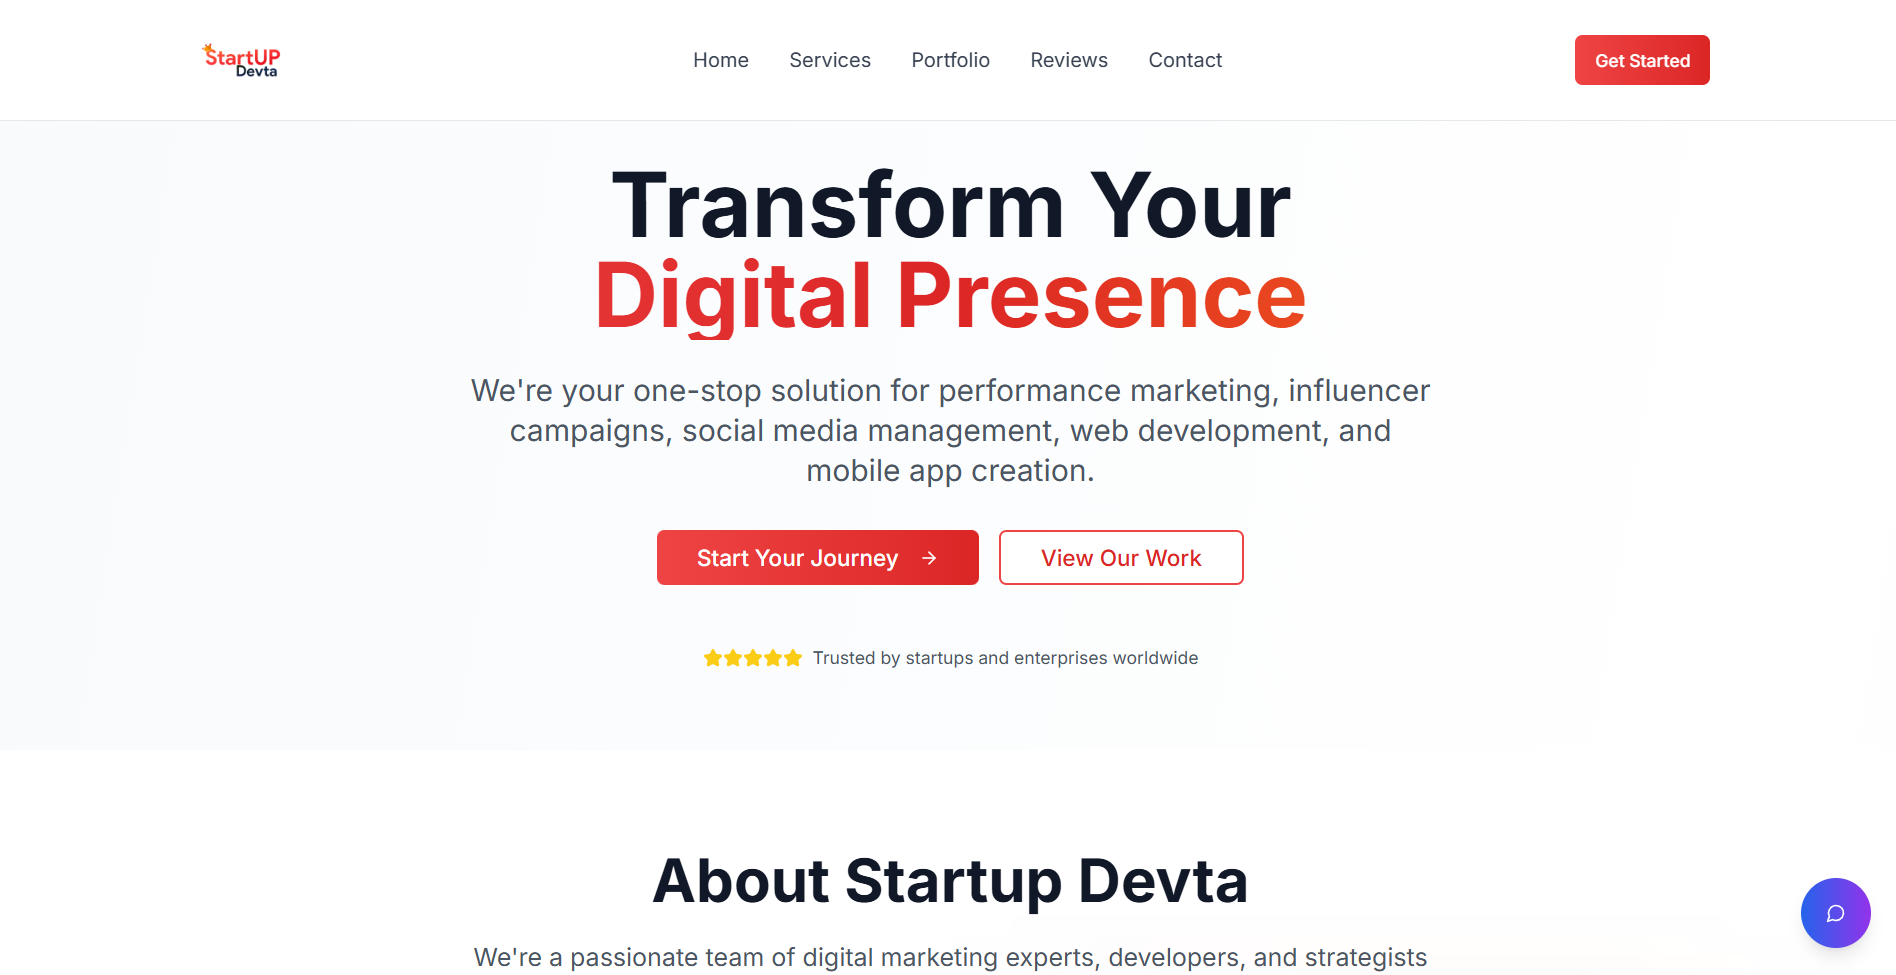 StartUP
Devta
Home
Services
Portfolio
Reviews
Contact
Get Started
Transform Your
Digital Presence
We're your one-stop solution for performance marketing, influencer
campaigns, social media management, web development, and
mobile app creation.
Start Your Journey
View Our Work
Trusted by startups and enterprises worldwide
About Startup Devta
We're a passionate team of digital marketing experts, developers, and strategists